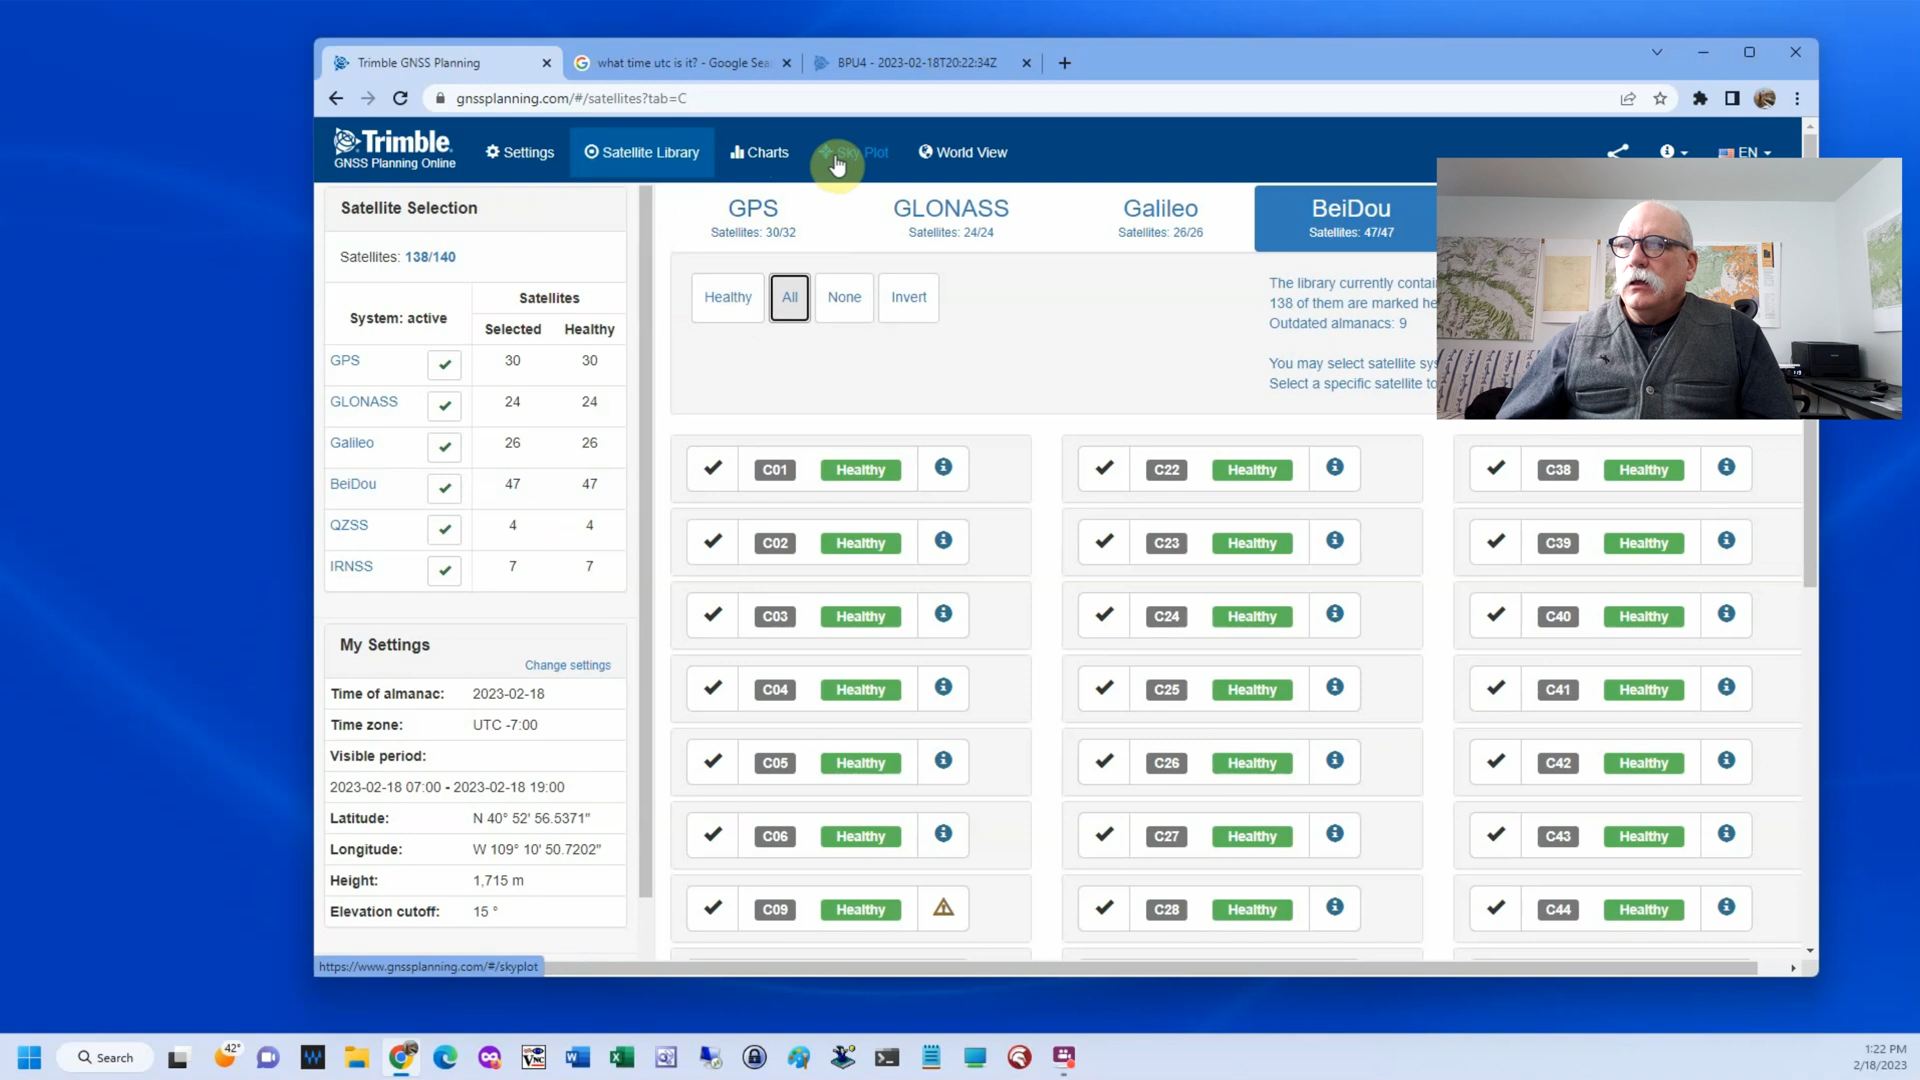 Trimble GNSS Planning
what time utc is it? - Google Sea
BPU4 - 2023-02-18T20:22:34Z
gnssplanning.com/#/satellites?tab=C
Trimble.
GNSS Planning Online
Settings
Satellite Library
Charts
Sky Plot
World View
EN
Satellite Selection
Satellites: 138/140
System: active
Satellites
Selected Healthy
GPS 30 30
GLONASS 24 24
Galileo 26 26
BeiDou 47 47
QZSS 4 4
IRNSS 7 7
My Settings
Change settings
Time of almanac: 2023-02-18
Time zone: UTC -7:00
Visible period:
2023-02-18 07:00 - 2023-02-18 19:00
Latitude: N 40° 52' 56.5371"
Longitude: W 109° 10' 50.7202"
Height: 1,715 m
Elevation cutoff: 15 °
GPS
Satellites: 30/32
GLONASS
Satellites: 24/24
Galileo
Satellites: 26/26
BeiDou
Satellites: 47/47
Healthy All None Invert
The library currently contai
138 of them are marked he
Outdated almanacs: 9
You may select satellite sy
Select a specific satellite to
C01 Healthy C22 Healthy C38 Healthy
C02 Healthy C23 Healthy C39 Healthy
C03 Healthy C24 Healthy C40 Healthy
C04 Healthy C25 Healthy C41 Healthy
C05 Healthy C26 Healthy C42 Healthy
C06 Healthy C27 Healthy C43 Healthy
C09 Healthy C28 Healthy C44 Healthy
https://www.gnssplanning.com/#/skyplot
Search
42°
1:22 PM
2/18/2023